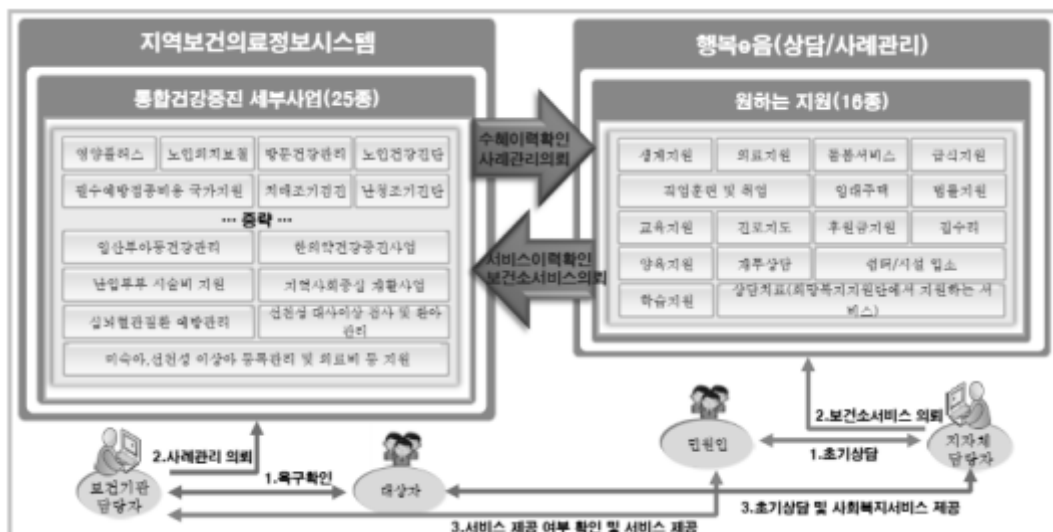 지역보건의료정보시스템
통합건강증진 세부사업(25종)
영양플러스
노인의치보철
방문건강관리
노인건강진단
필수예방접종비용 국가지원
치매조기검진
난청조기진단
··· 중략 ···
임산부아동건강관리
한의약건강증진사업
난임부부 시술비 지원
지역사회중심 재활사업
심뇌혈관질환 예방관리
선천성 대사이상 검사 및 환아
관리
미숙아,선천성 이상아 등록관리 및 의료비 등 지원
수혜이력확인
사례관리의뢰
서비스이력확인
보건소서비스의뢰
행복e음(상담/사례관리)
원하는 지원(16종)
생계지원
의료지원
돌봄서비스
급식지원
직업훈련 및 취업
임대주택
법률지원
교육지원
진로지도
후원금지원
집수리
양육지원
재무상담
쉼터/시설 입소
학습지원
상담치료(희망복지지원단에서 지원하는 서
비스)
보건기관
담당자
2.사례관리 의뢰
1.욕구확인
대상자
민원인
2.보건소서비스 의뢰
1.초기상담
지자체
담당자
3.초기상담 및 사회복지서비스 제공
3.서비스 제공 여부 확인 및 서비스 제공